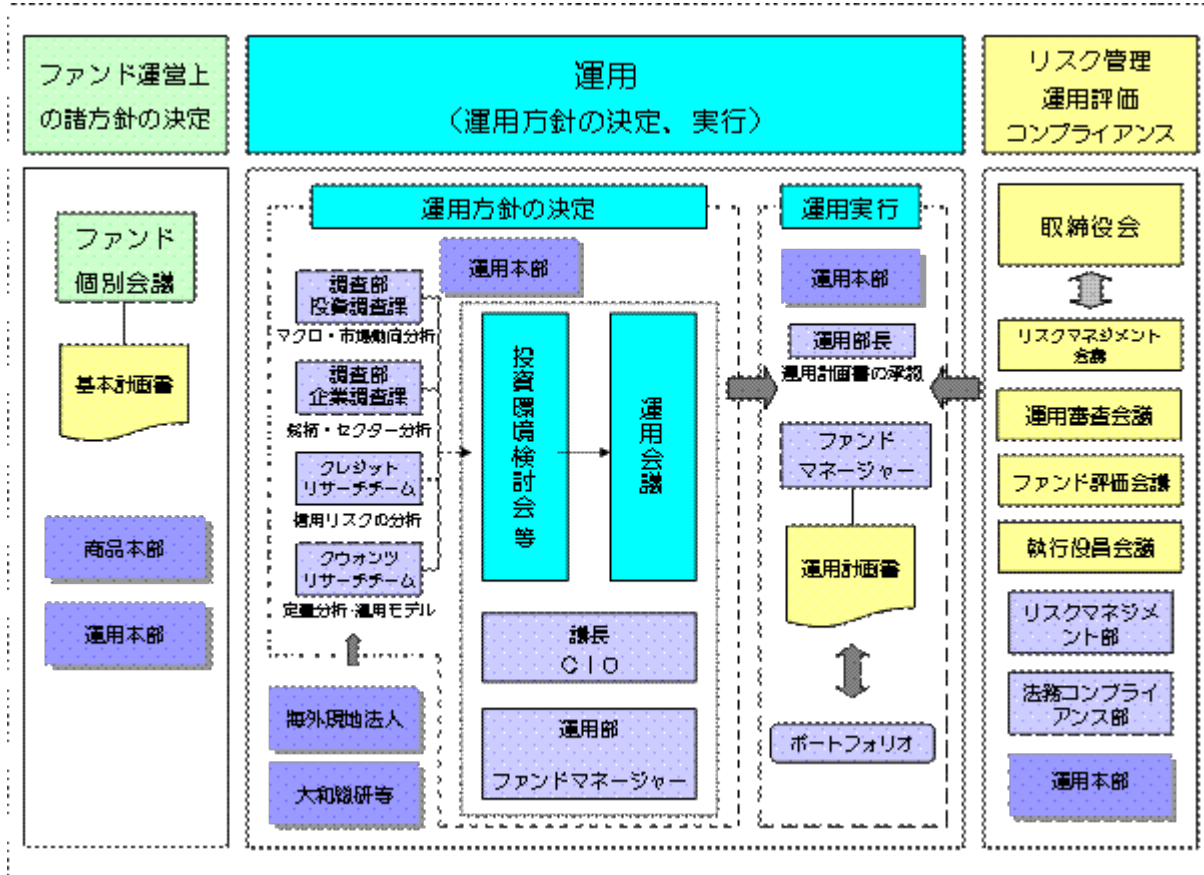 ファンド運営上
の諸方針の決定
運用
(運用方針の決定、実行)
リスク管理
運用評価
コンプライアンス
ファンド
個別会議
基本計画書
商品本部
運用本部
運用方針の決定
運用本部
調査部
投資調査課
マクロ・市場動向分析
調査部
企業調査課
銘柄・セクター分析
クレジット
リサーチチーム
信用リスクの分析
クウォンツ
リサーチチーム
定量分析・運用モデル
海外現地法人
大和総研等
投資環境検討会等
運用会議
議長
CIO
運用部
ファンドマネージャー
運用実行
運用本部
運用部長
運用計画書の承認
ファンド
マネージャー
運用計画書
ポートフォリオ
取締役会
リスクマネジメント
会議
運用審査会議
ファンド評価会議
執行役員会議
リスクマネジメ
ント部
法務コンプライ
アンス部
運用本部